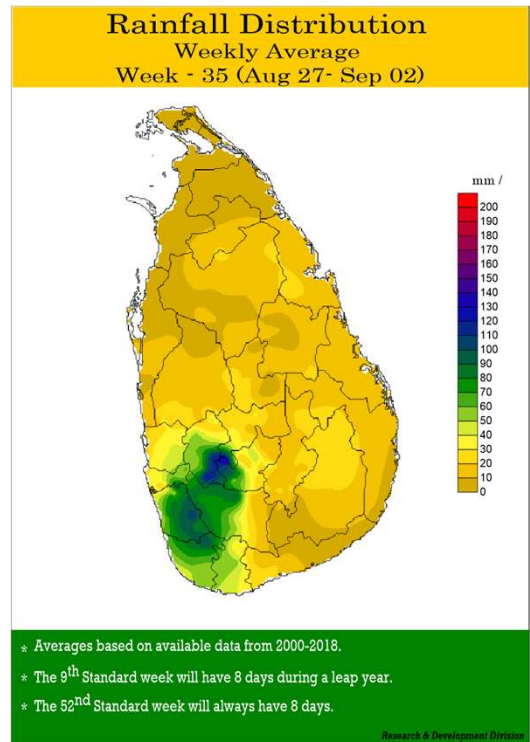 Rainfall Distribution
Weekly Average
Week - 35 (Aug 27- Sep 02)
mm /
200
190
180
170
160
150
140
130
120
110
100
90
80
70
60
50
40
30
20
10
0
* Averages based on available data from 2000-2018.
* The 9th Standard week will have 8 days during a leap year.
* The 52nd Standard week will always have 8 days.
Research & Development Division